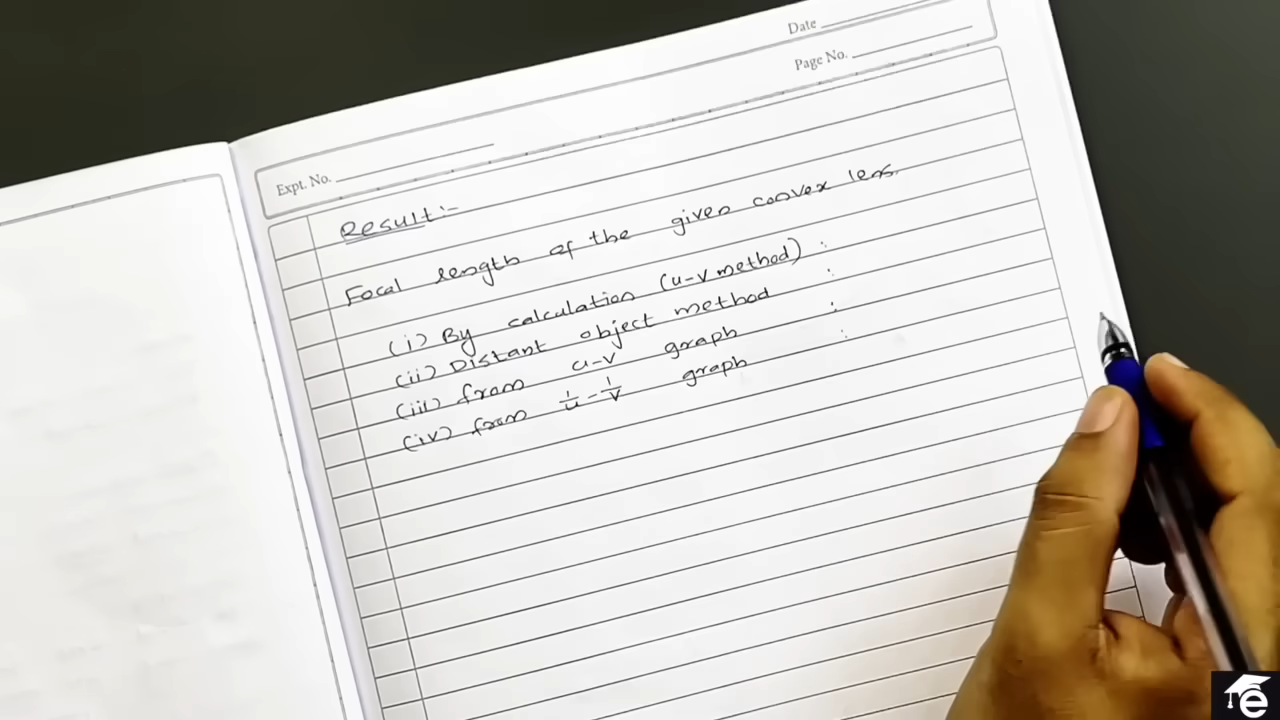 Date
Page No.
Expt. No.
Result:-
Focal length of the given convex lens.
(i) By calculation (u-v method) :
(ii) Distant object method :
(iii) from u-v graph :
(iv) from 1/u - 1/v graph :
e